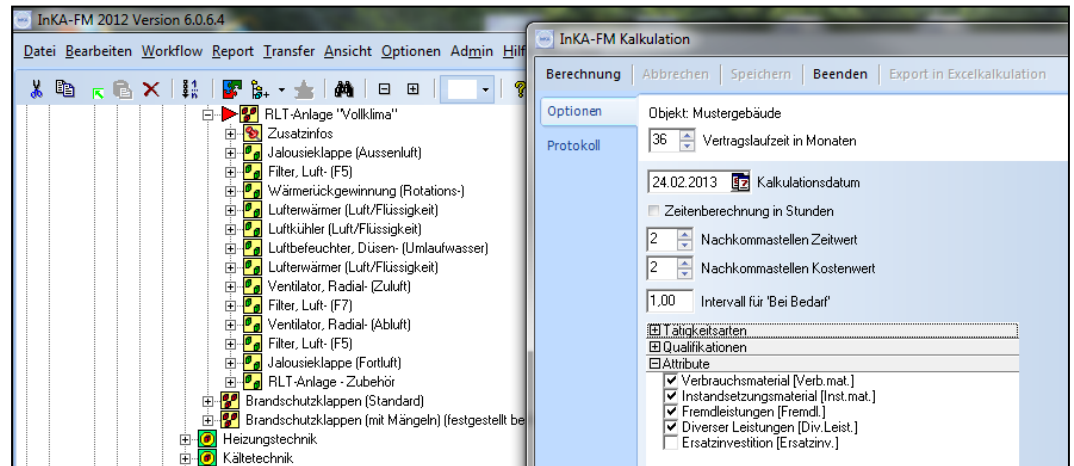 InKA-FM 2012 Version 6.0.6.4
Datei Bearbeiten Workflow Report Transfer Ansicht Optionen Admin Hilf
RLT-Anlage "Vollklima"
Zusatzinfos
Jalousieklappe (Aussenluft)
Filter, Luft- (F5)
Wärmerückgewinnung (Rotations-)
Lufterwärmer (Luft/Flüssigkeit)
Luftkühler (Luft/Flüssigkeit)
Luftbefeuchter, Düsen- (Umlaufwasser)
Lufterwärmer (Luft/Flüssigkeit)
Ventilator, Radial- (Zuluft)
Filter, Luft- (F7)
Ventilator, Radial- (Abluft)
Filter, Luft- (F5)
Jalousieklappe (Fortluft)
RLT-Anlage - Zubehör
Brandschutzklappen (Standard)
Brandschutzklappen (mit Mängeln) (festgestellt be
Heizungstechnik
Kältetechnik
InKA-FM Kalkulation
Berechnung Abbrechen Speichern Beenden Export in Excelkalkulation
Optionen
Protokoll
Objekt: Mustergebäude
36 Vertragslaufzeit in Monaten
24.02.2013 Kalkulationsdatum
Zeitenberechnung in Stunden
2 Nachkommastellen Zeitwert
2 Nachkommastellen Kostenwert
1,00 Intervall für 'Bei Bedarf'
Tätigkeitsarten
Qualifikationen
Attribute
Verbrauchsmaterial [Verb.mat.]
Instandsetzungsmaterial [Inst.mat.]
Fremdleistungen [Fremdl.]
Diverser Leistungen [Div.Leist.]
Ersatzinvestition [Ersatzinv.]